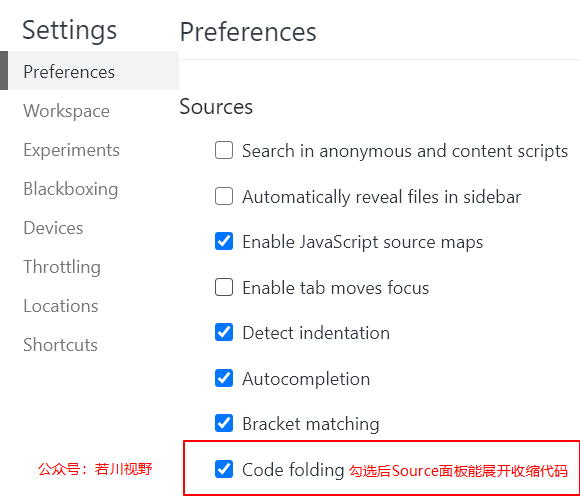 Settings
Preferences
Workspace
Experiments
Blackboxing
Devices
Throttling
Locations
Shortcuts
公众号：若川视野
Preferences
Sources
Search in anonymous and content scripts
Automatically reveal files in sidebar
Enable JavaScript source maps
Enable tab moves focus
Detect indentation
Autocompletion
Bracket matching
Code folding 勾选后Source面板能展开收缩代码